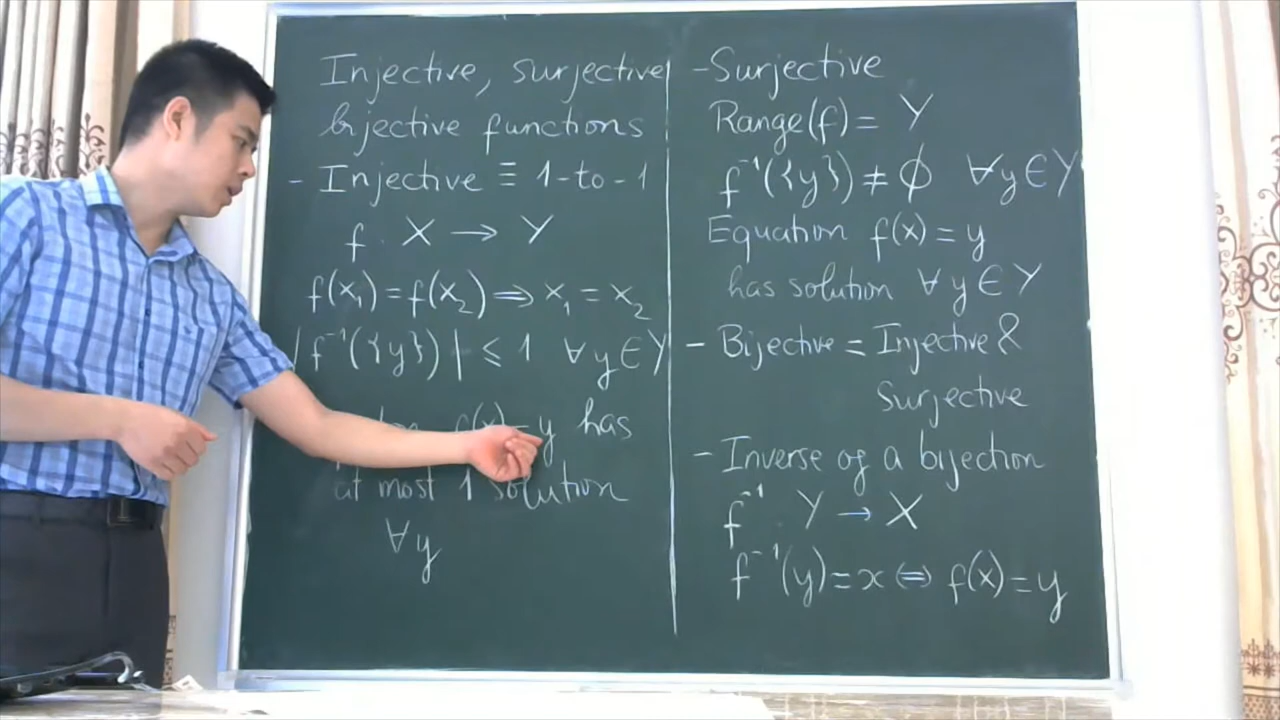 Injective, surjective
bijective functions
- Injective ≡ 1-to-1
f X → Y
f(x₁) = f(x₂) ⇒ x₁ = x₂
|f⁻¹({y})| ≤ 1 ∀y∈Y
f(x) = y has
at most 1 solution
∀y
- Surjective
Range(f) = Y
f⁻¹({y}) ≠ ∅ ∀y∈Y
Equation f(x) = y
has solution ∀y∈Y
- Bijective = Injective &
Surjective
- Inverse of a bijection
f⁻¹ Y → X
f⁻¹(y) = x ⇔ f(x) = y